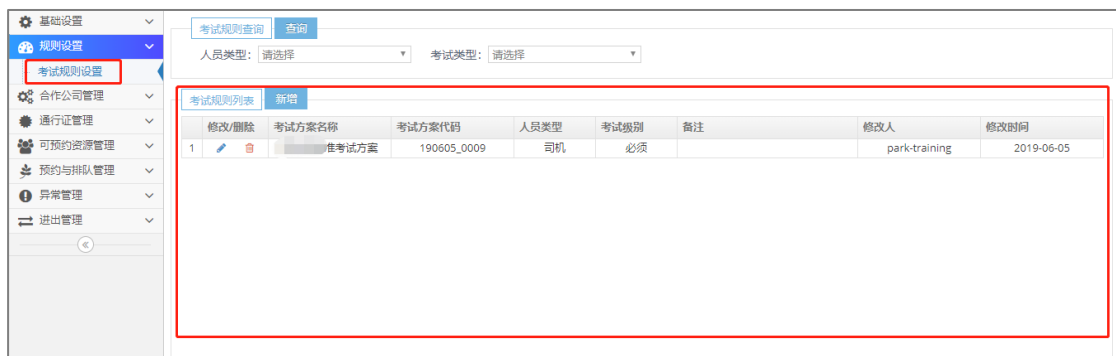 基础设置
规则设置
考试规则设置
合作公司管理
通行证管理
可预约资源管理
预约与排队管理
异常管理
进出管理
考试规则查询 查询
人员类型: 请选择 考试类型: 请选择
考试规则列表 新增
修改/删除 考试方案名称 考试方案代码 人员类型 考试级别 备注 修改人 修改时间
1 准考试方案 190605_0009 司机 必须 park-training 2019-06-05